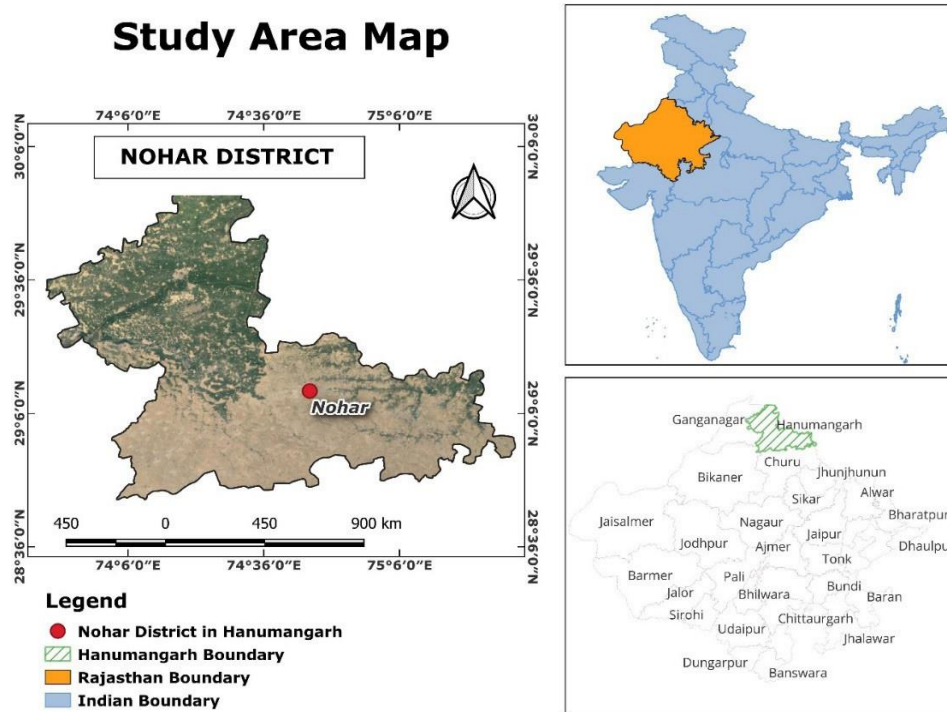 Study Area Map
74°6′0″E 74°36′0″E 75°6′0″E
30°6′0″N
29°36′0″N
29°6′0″N
28°36′0″N
NOHAR DISTRICT
Nohar
30°6′0″N
29°36′0″N
29°6′0″N
28°36′0″N
450 0 450 900 km
74°6′0″E 74°36′0″E 75°6′0″E
Legend
Nohar District in Hanumangarh
Hanumangarh Boundary
Rajasthan Boundary
Indian Boundary
Ganganagar
Hanumangarh
Churu
Bikaner
Jhunjhunun
Sikar
Alwar
Jaisalmer
Nagaur
Bharatpur
Jaipur
Jodhpur
Ajmer
Dhaulpu
Tonk
Barmer
Pali
Bundi
Jalor
Bhilwara
Baran
Sirohi
Chittaurgarh
Udaipur
Jhalawar
Dungarpur
Banswara